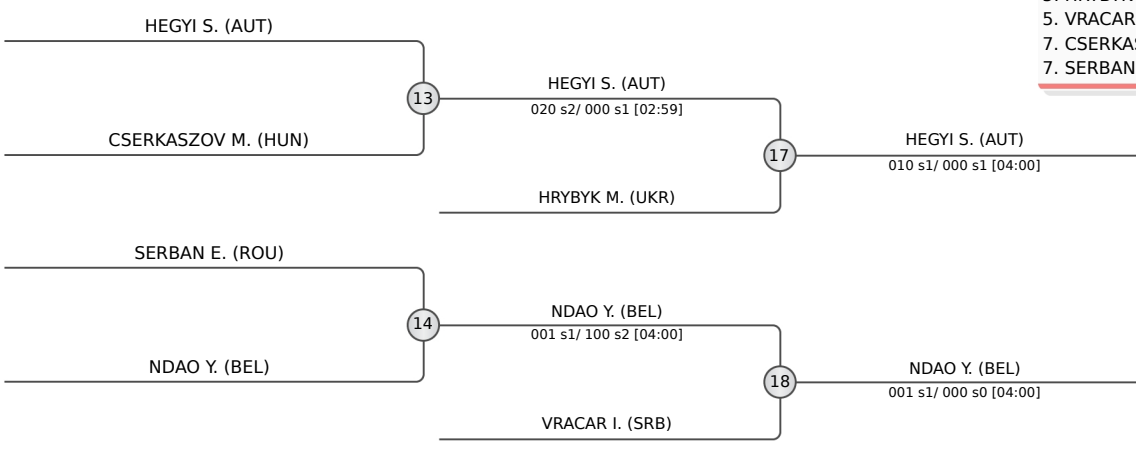 5. VRACAR
7. CSERKAS
7. SERBAN
HEGYI S. (AUT)
13
CSERKASZOV M. (HUN)
HEGYI S. (AUT)
020 s2/ 000 s1 [02:59]
17
HRYBYK M. (UKR)
HEGYI S. (AUT)
010 s1/ 000 s1 [04:00]
SERBAN E. (ROU)
14
NDAO Y. (BEL)
NDAO Y. (BEL)
001 s1/ 100 s2 [04:00]
18
VRACAR I. (SRB)
NDAO Y. (BEL)
001 s1/ 000 s0 [04:00]